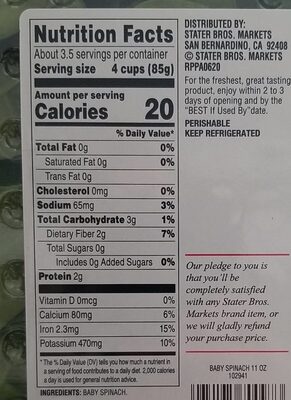 Nutrition Facts
About 3.5 servings per container
Serving size 4 cups (85g)
Amount per serving
Calories 20
% Daily Value*
Total Fat 0g 0%
Saturated Fat 0g 0%
Trans Fat 0g
Cholesterol 0mg 0%
Sodium 65mg 3%
Total Carbohydrate 3g 1%
Dietary Fiber 2g 7%
Total Sugars 0g
Includes 0g Added Sugars 0%
Protein 2g
Vitamin D 0mcg 0%
Calcium 80mg 6%
Iron 2.3mg 15%
Potassium 470mg 10%
*The % Daily Value (DV) tells you how much a nutrient in
a serving of food contributes to a daily diet. 2,000 calories
a day is used for general nutrition advice.
INGREDIENTS: BABY SPINACH.
DISTRIBUTED BY:
STATER BROS. MARKETS
SAN BERNARDINO, CA 92408
© STATER BROS. MARKETS
RPPA0620
For the freshest, great tasting
product, enjoy within 2 to 3
days of opening and by the
"BEST If Used By"date.
PERISHABLE
KEEP REFRIGERATED
Our pledge to you is
that you'll be
completely satisfied
with any Stater Bros.
Markets brand item, or
we will gladly refund
your purchase price.
BABY SPINACH 11 OZ
102941